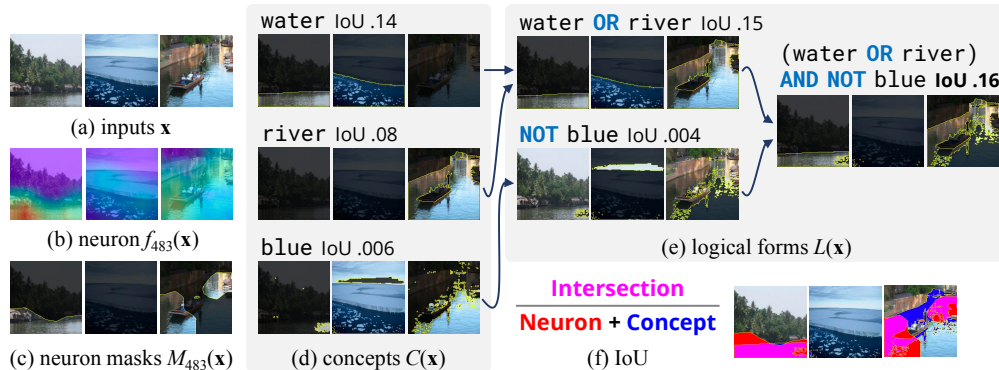 (a) inputs x
(b) neuron f483(x)
(c) neuron masks M483(x)
water IoU .14
river IoU .08
blue IoU .006
(d) concepts C(x)
water OR river IoU .15
NOT blue IoU .004
(water OR river)
AND NOT blue IoU .16
(e) logical forms L(x)
Intersection
Neuron + Concept
(f) IoU